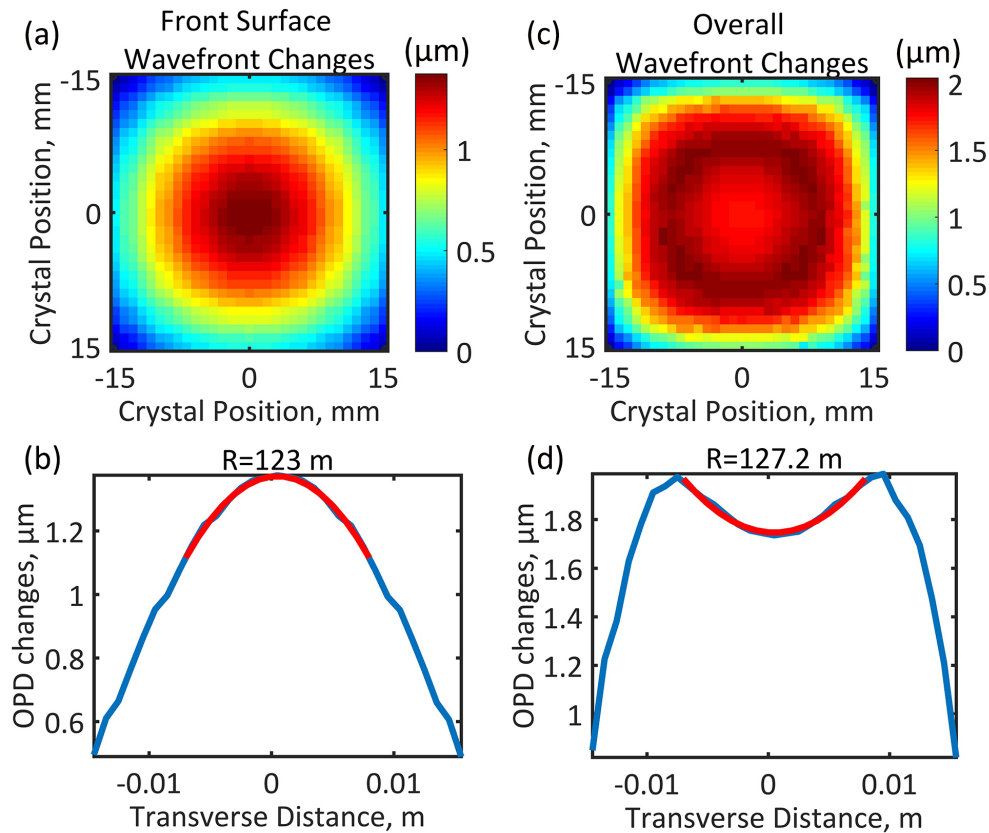 (a)
Front Surface
Wavefront Changes
(μm)
-15
0
15
Crystal Position, mm
-15
0
15
Crystal Position, mm
1
0.5
0
(c)
Overall
Wavefront Changes
(μm)
-15
0
15
Crystal Position, mm
-15
0
15
Crystal Position, mm
2
1.5
1
0.5
0
(b)
R=123 m
1.2
1
0.8
0.6
OPD changes, μm
-0.01
0
0.01
Transverse Distance, m
(d)
R=127.2 m
1.8
1.6
1.4
1.2
1
OPD changes, μm
-0.01
0
0.01
Transverse Distance, m